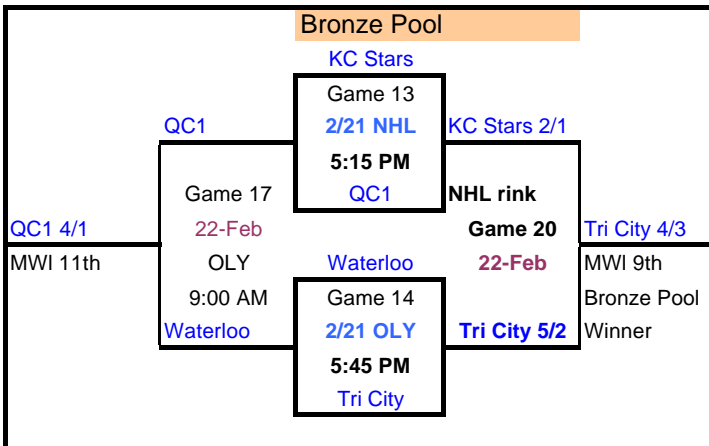 Bronze Pool
KC Stars
Game 13
QC1
2/21 NHL
KC Stars 2/1
5:15 PM
Game 17
QC1
NHL rink
QC1 4/1
22-Feb
Game 20
Tri City 4/3
MWI 11th
OLY
Waterloo
22-Feb
MWI 9th
9:00 AM
Game 14
Bronze Pool
Waterloo
2/21 OLY
Tri City 5/2
Winner
5:45 PM
Tri City